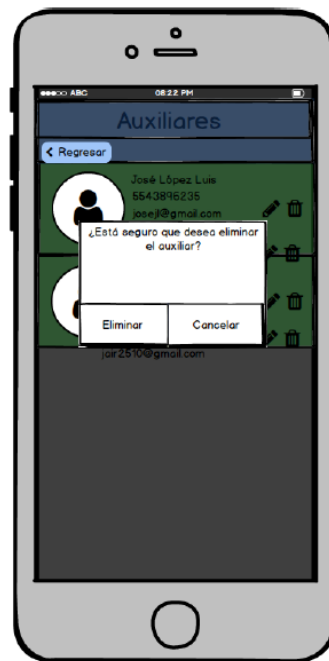 ABC 08:22 PM
Auxiliares
Regresar
José López Luis
5543896235
josejl@gmail.com
¿Está seguro que desea eliminar
el auxiliar?
Eliminar Cancelar
jair2510@gmail.com